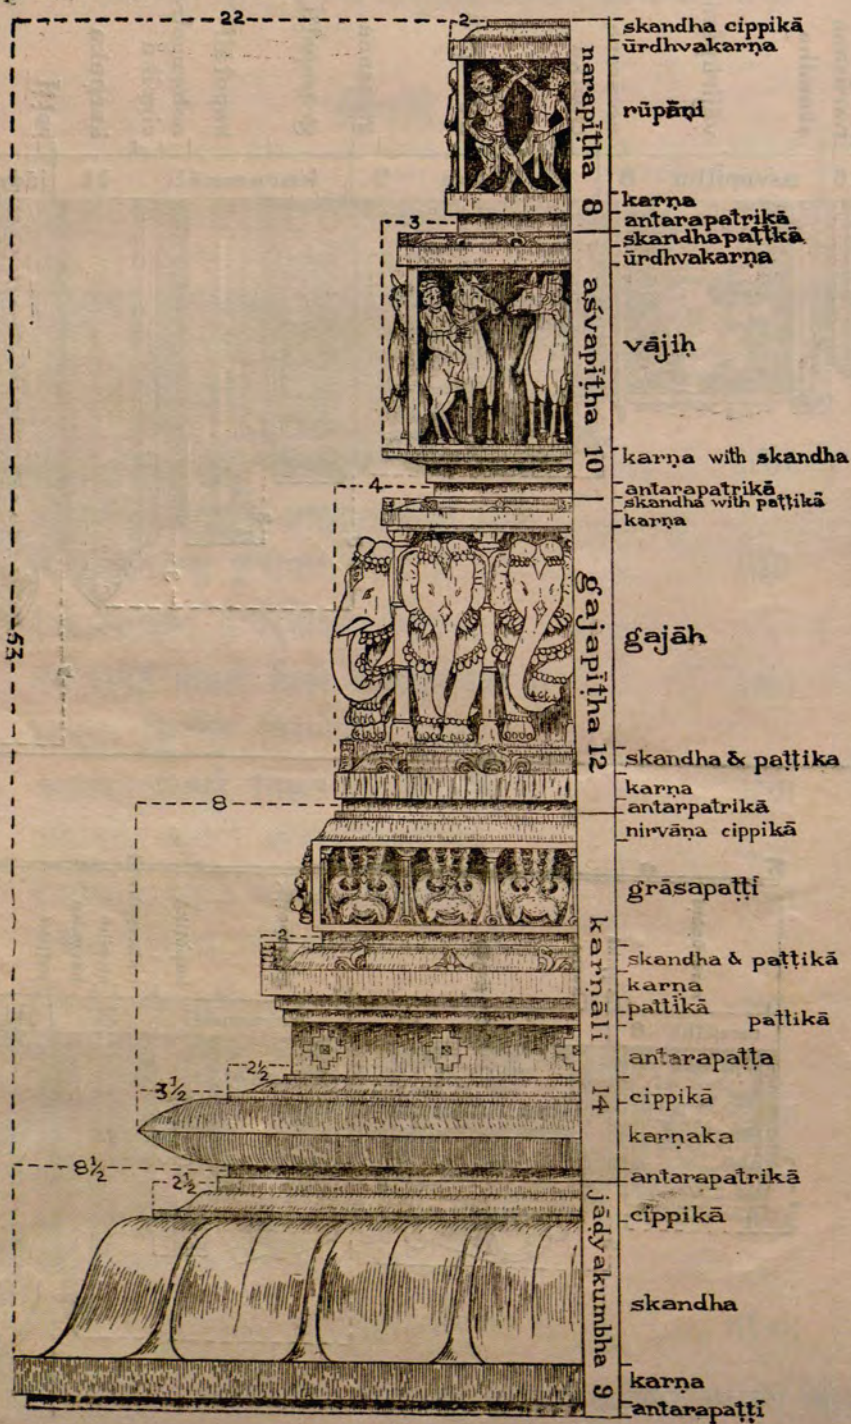 22
2
skandha cippikā
ūrdhvakarṇa
rūpāṇi
narapīṭha 8
karṇa
antarapatrikā
3
skandhapaṭṭkā
ūrdhvakarṇa
aśvapīṭha 10
vājiḥ
karṇa with skandha
4
antarapatrikā
skandha with paṭṭikā
karṇa
53
gajapīṭha 12
gajāh
skandha & paṭṭika
karṇa
8
antarpatrikā
nirvāṇa cippikā
grāsapaṭṭī
karṇāli 14
2
skandha & paṭṭikā
karṇa
paṭṭikā
paṭṭikā
antarapaṭṭa
2½
3½
cippikā
karṇaka
8½
antarapatrikā
2½
jāḍyakumbha 9
cippikā
skandha
karṇa
antarapaṭṭī